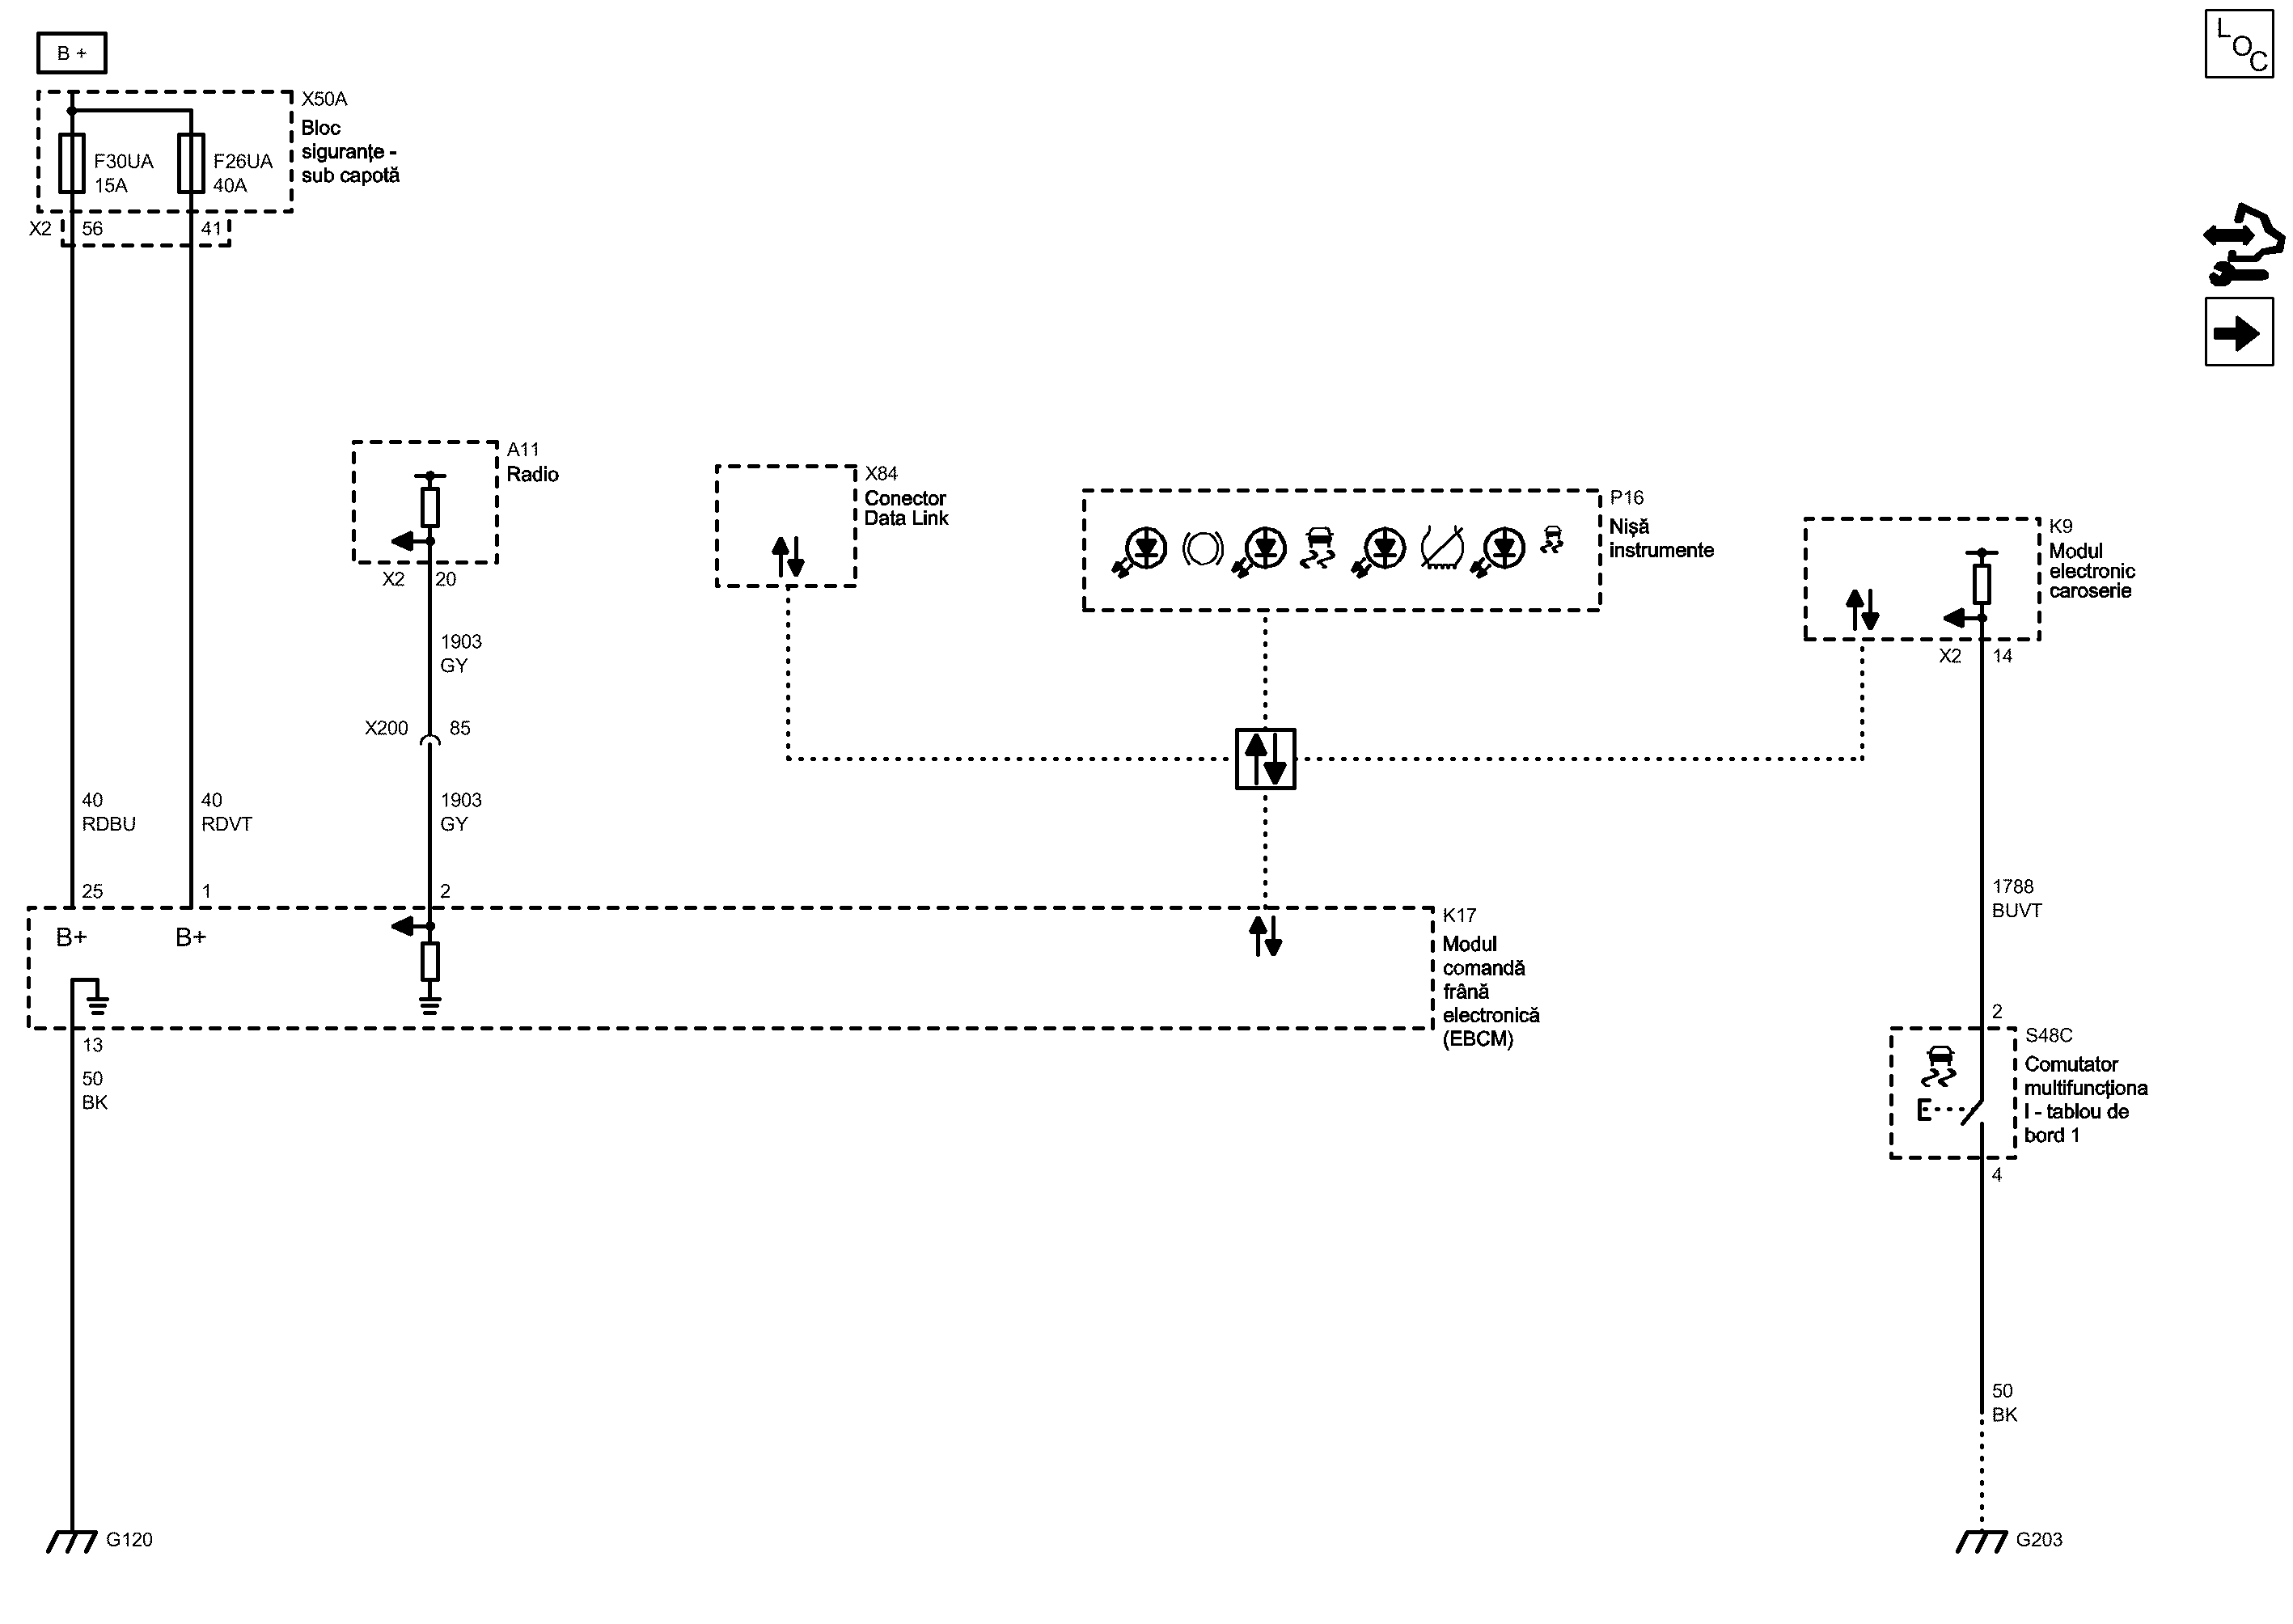 B +
L
O
C
X50A
Bloc
siguranțe -
sub capotă
F30UA
15A
F26UA
40A
X2
56
41
A11
Radio
X2
20
1903
GY
X200
85
1903
GY
X84
Conector
Data Link
P16
Nișă
instrumente
K9
Modul
electronic
caroserie
X2
14
40
RDBU
40
RDVT
25
1
2
B+
B+
K17
Modul
comandă
frână
electronică
(EBCM)
13
50
BK
1788
BUVT
2
S48C
Comutator
multifuncționa
l - tablou de
bord 1
4
50
BK
G120
G203